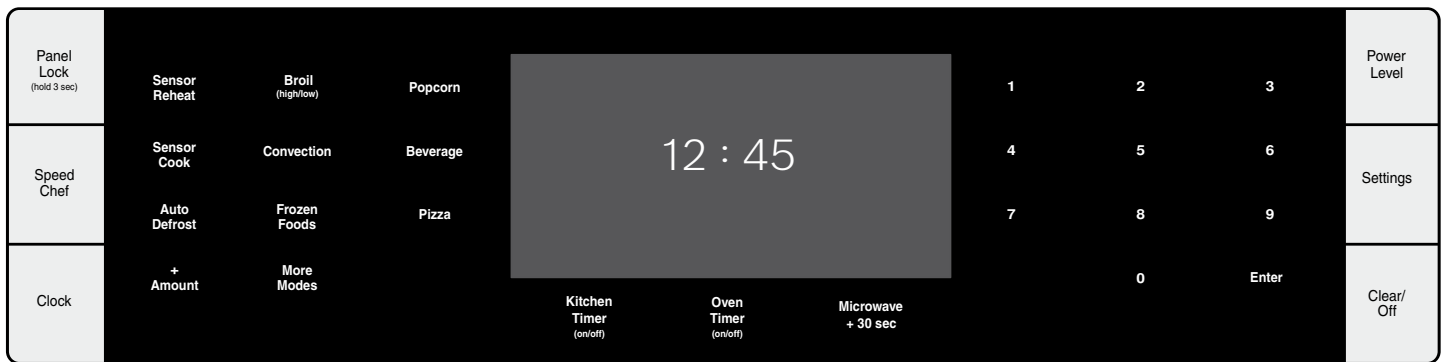 Panel
Lock
(hold 3 sec)
Speed
Chef
Clock
Sensor
Reheat
Broil
(high/low)
Popcorn
Sensor
Cook
Convection
Beverage
Auto
Defrost
Frozen
Foods
Pizza
+
Amount
More
Modes
12 : 45
Kitchen
Timer
(on/off)
Oven
Timer
(on/off)
Microwave
+ 30 sec
1 2 3
4 5 6
7 8 9
0 Enter
Power
Level
Settings
Clear/
Off